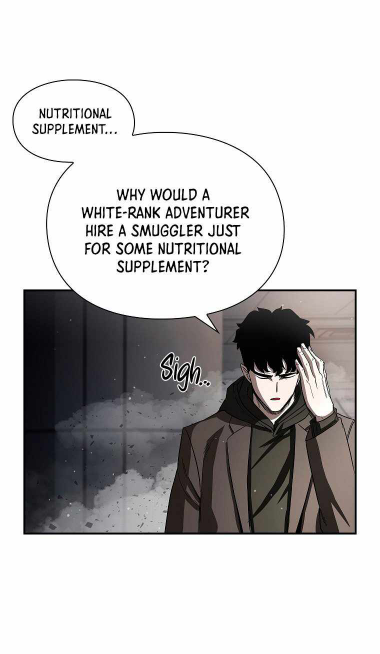 NUTRITIONAL
SUPPLEMENT...
WHY WOULD A
WHITE-RANK ADVENTURER
HIRE A SMUGGLER JUST
FOR SOME NUTRITIONAL
SUPPLEMENT?
Sigh...